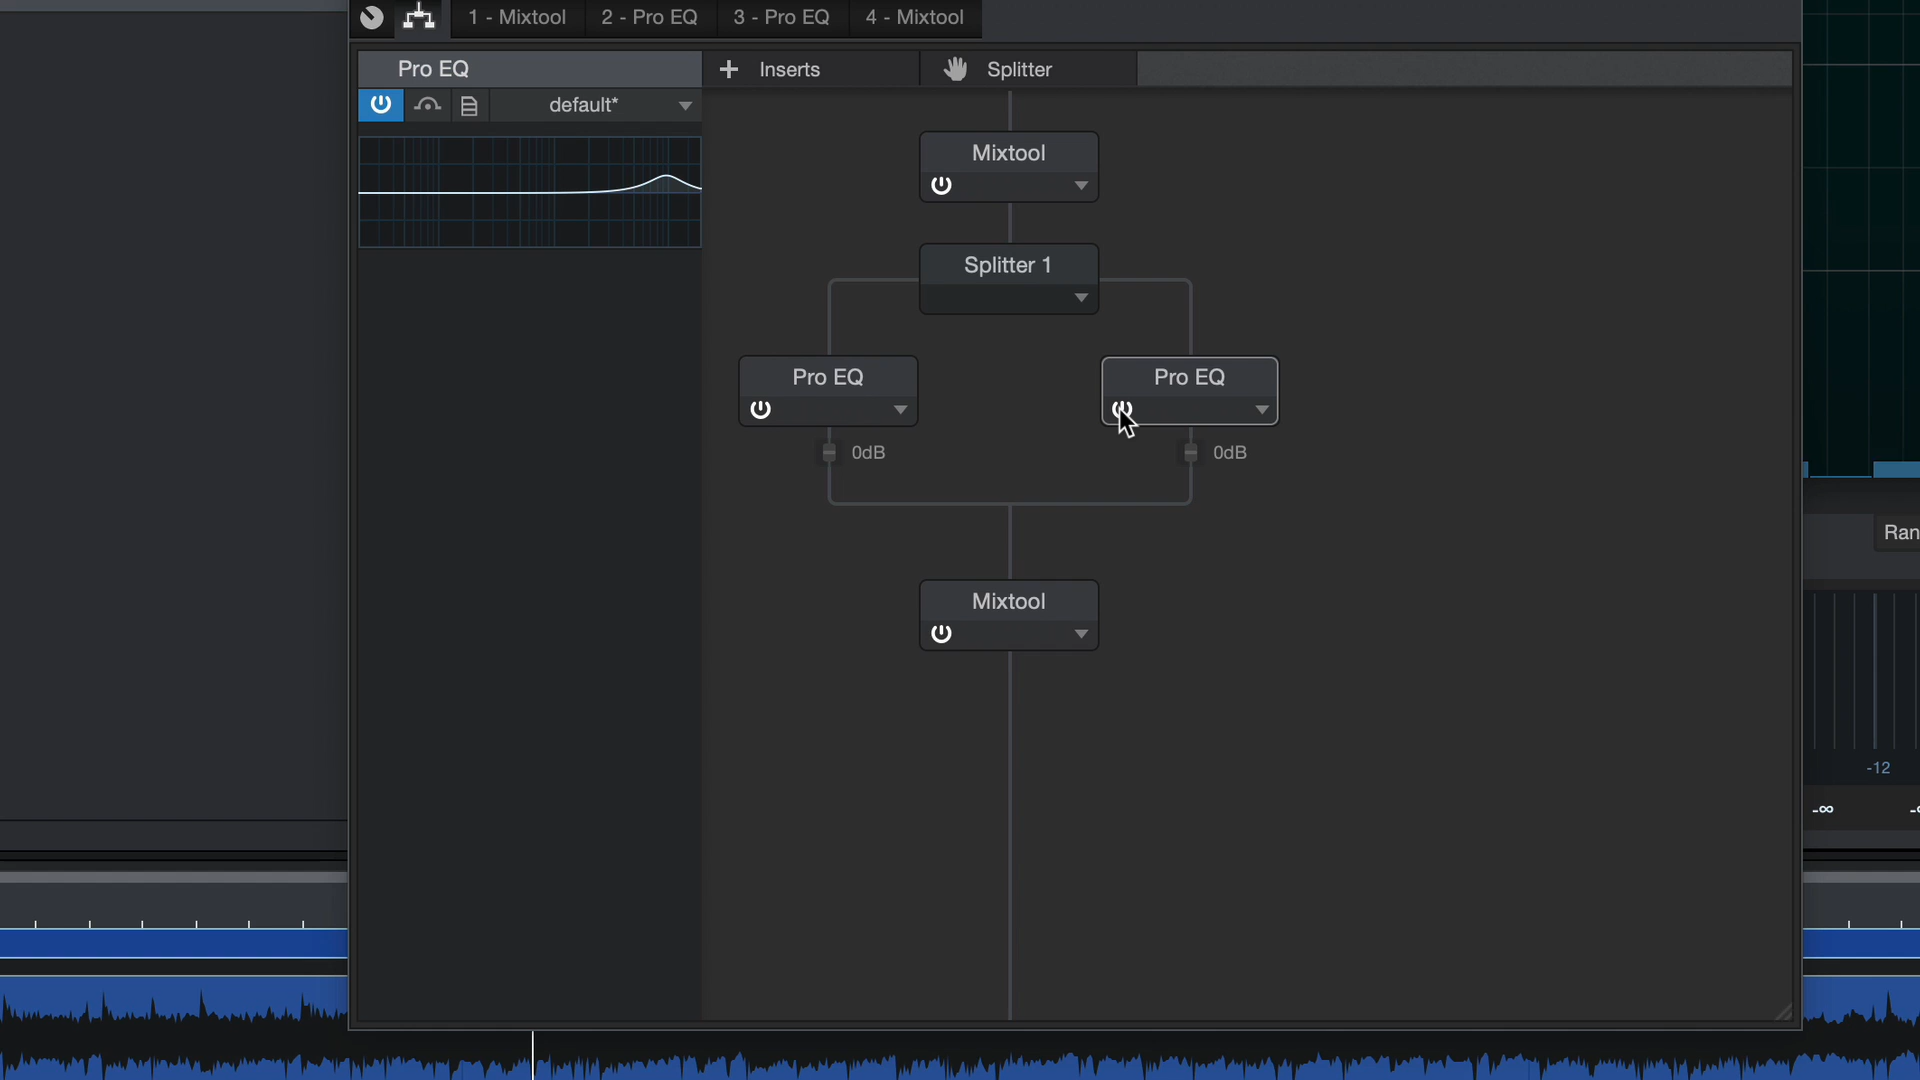 1 - Mixtool
2 - Pro EQ
3 - Pro EQ
4 - Mixtool
Pro EQ
Inserts
Splitter
default*
Mixtool
Splitter 1
Pro EQ
Pro EQ
0dB
0dB
Mixtool
Ran
-12
-∞